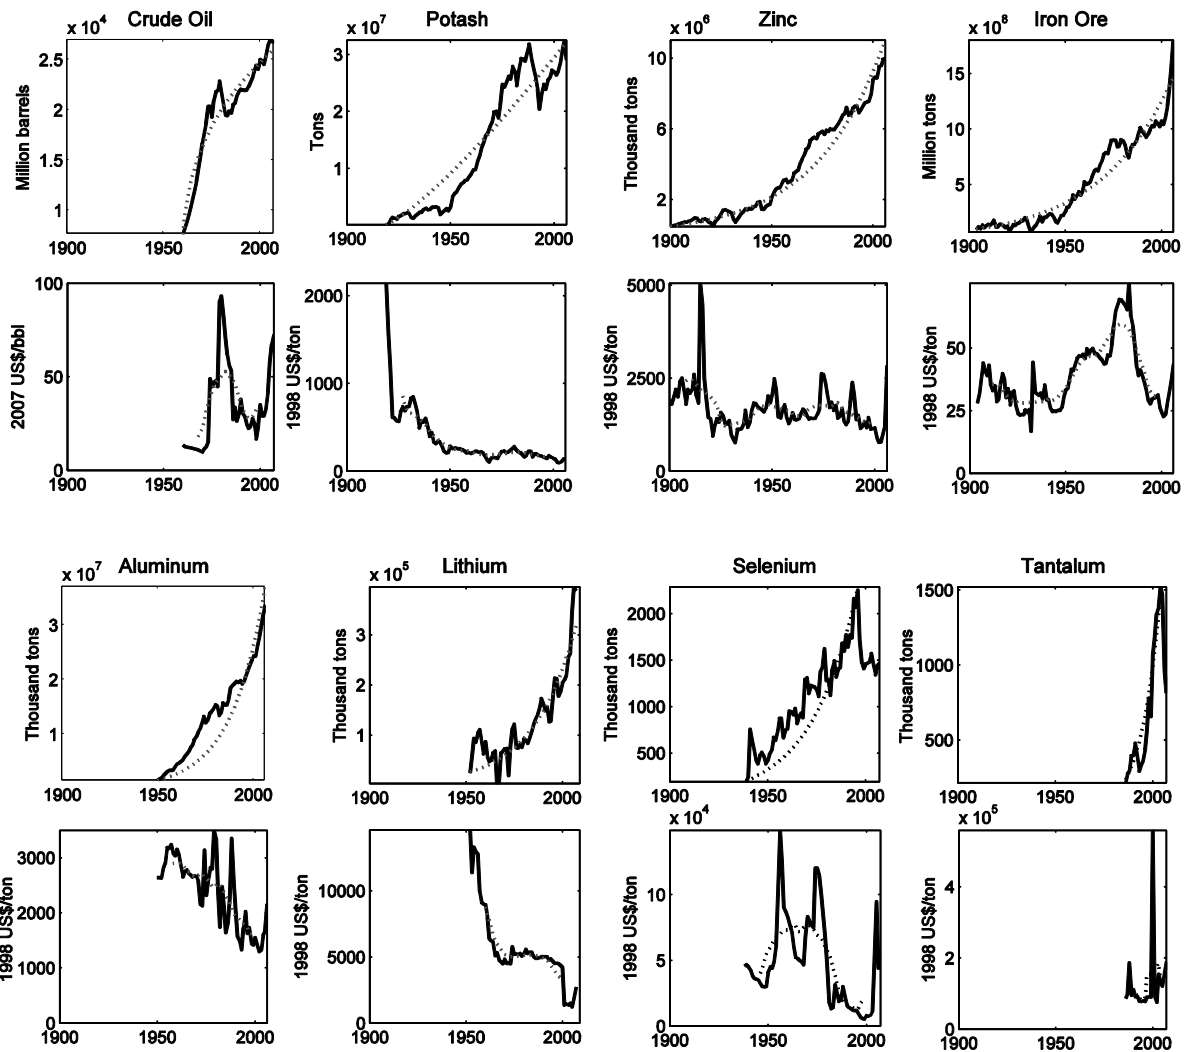 Crude Oil Potash Zinc Iron Ore
x 10^4 x 10^7 x 10^6 x 10^8
Million barrels
2.5
2
1.5
1
1900 1950 2000
Tons
3
2
1
1900 1950 2000
Thousand tons
10
6
2
1900 1950 2000
Million tons
15
10
5
1900 1950 2000
2007 US$/bbl
100
50
0
1900 1950 2000
1998 US$/ton
2000
1000
0
1900 1950 2000
1998 US$/ton
5000
2500
0
1900 1950 2000
1998 US$/ton
50
25
0
1900 1950 2000
Aluminum Lithium Selenium Tantalum
x 10^7 x 10^5
Thousand tons
3
2
1
1900 1950 2000
Thousand tons
3
2
1
1900 1950 2000
Thousand tons
2000
1500
1000
500
1900 1950 2000
Thousand tons
1500
1000
500
1900 1950 2000
1998 US$/ton
3000
2000
1000
0
1900 1950 2000
1998 US$/ton
10000
5000
0
1900 1950 2000
x 10^4
1998 US$/ton
10
5
0
1900 1950 2000
x 10^5
1998 US$/ton
4
2
0
1900 1950 2000